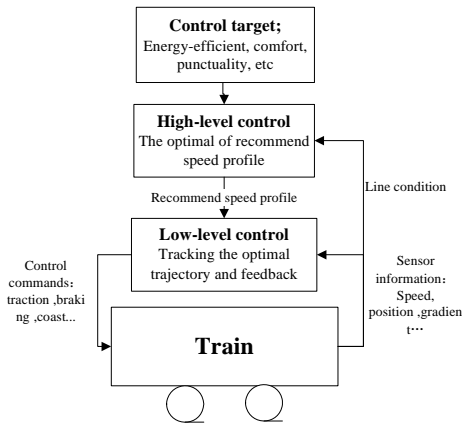 Control target;
Energy-efficient, comfort,
punctuality, etc
High-level control
The optimal of recommend
speed profile
Recommend speed profile
Line condition
Low-level control
Tracking the optimal
trajectory and feedback
Control
commands：
traction ,braki
ng ,coast...
Sensor
information：
Speed,
position ,gradien
t…
Train